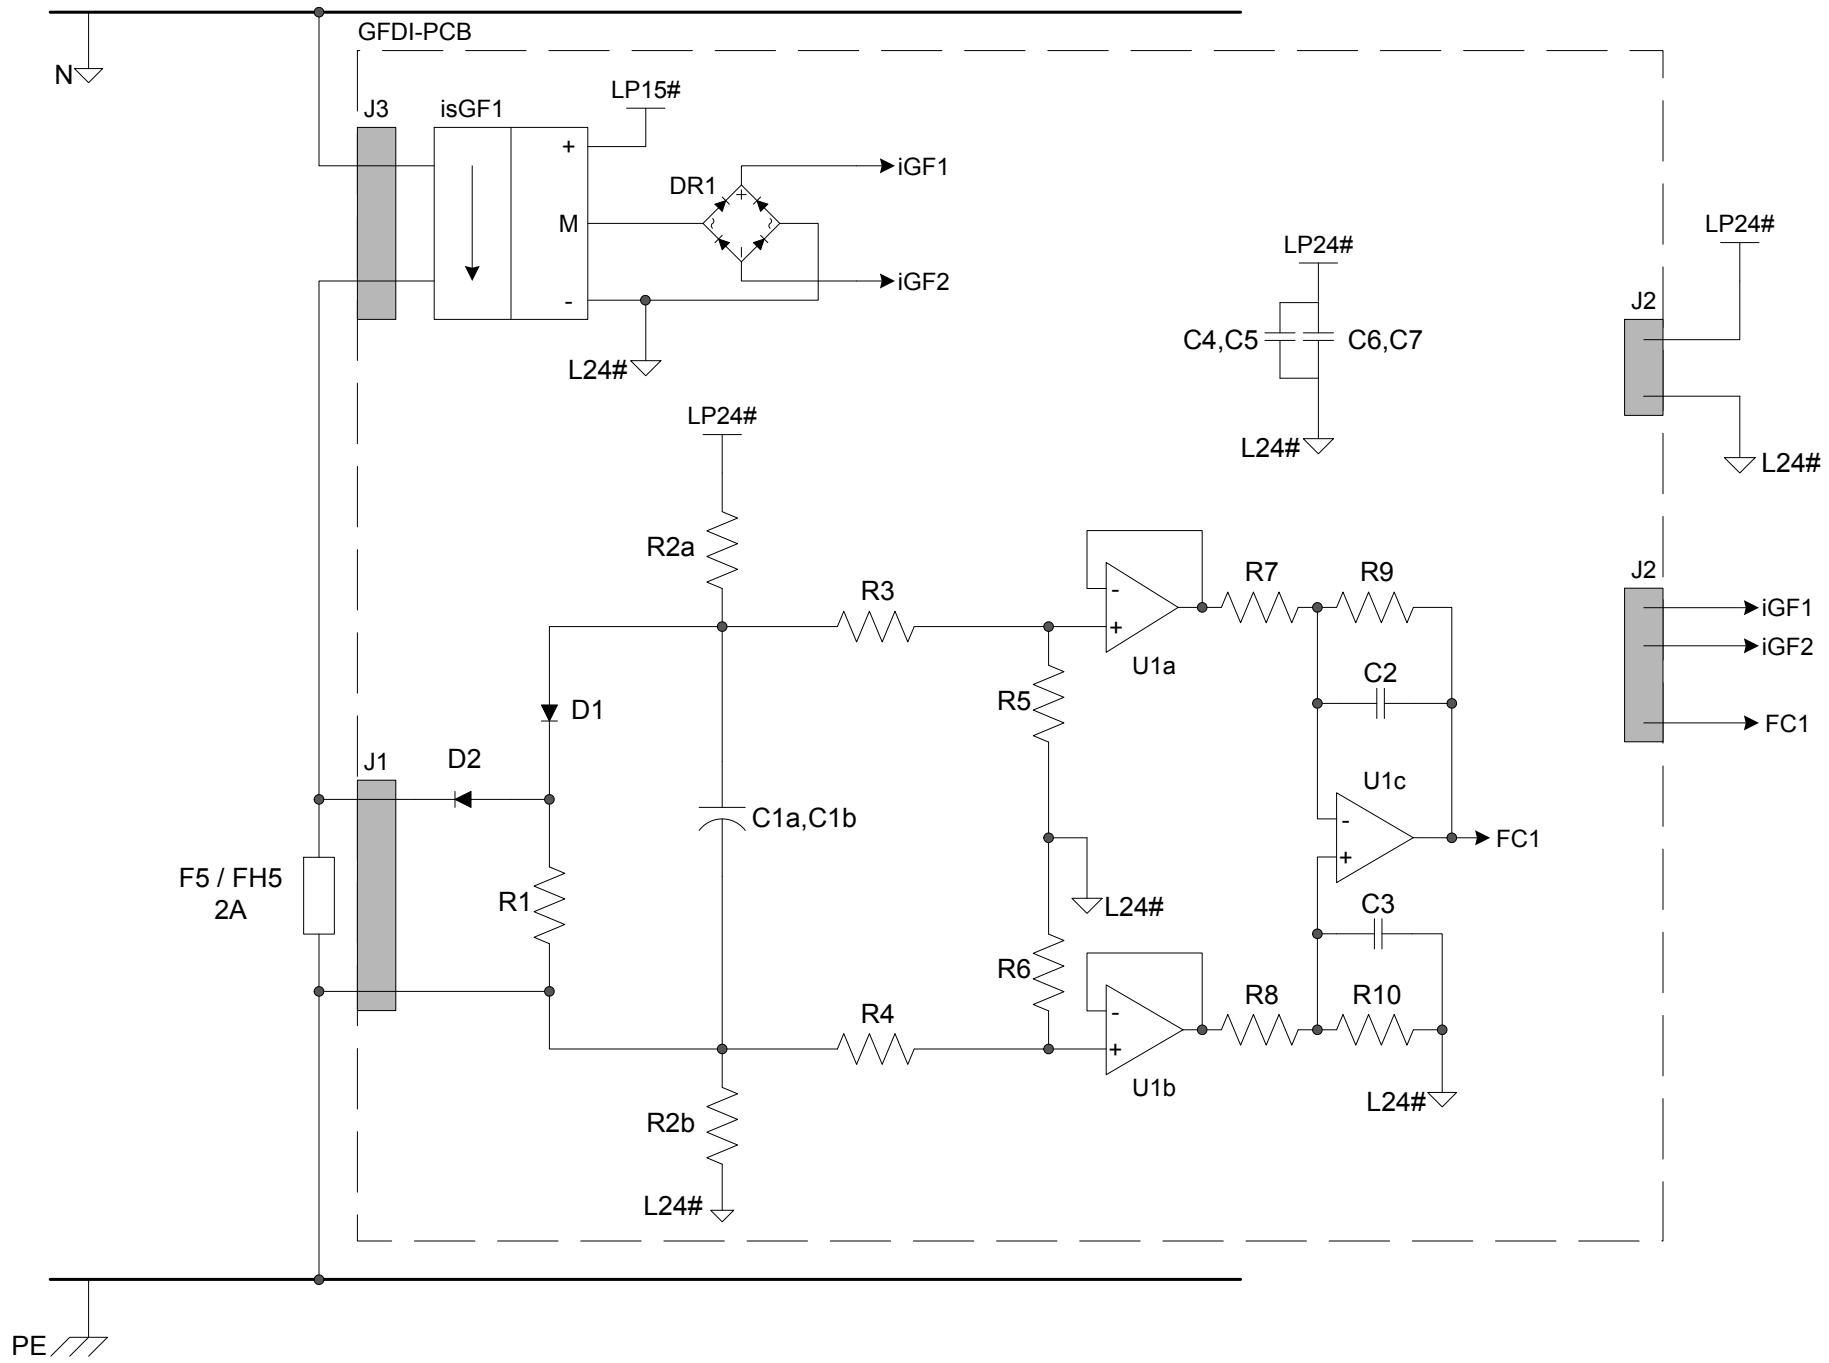 GFDI-PCB
N
J3
isGF1
LP15#
+
M
-
DR1
+
-
iGF1
iGF2
L24#
LP24#
C4,C5
C6,C7
L24#
LP24#
J2
L24#
LP24#
R2a
R3
R5
D1
D2
J1
F5 / FH5
2A
R1
C1a,C1b
R4
R6
L24#
R2b
L24#
-
+
U1a
R7
R9
C2
U1c
-
+
FC1
C3
-
+
U1b
R8
R10
L24#
J2
iGF1
iGF2
FC1
PE